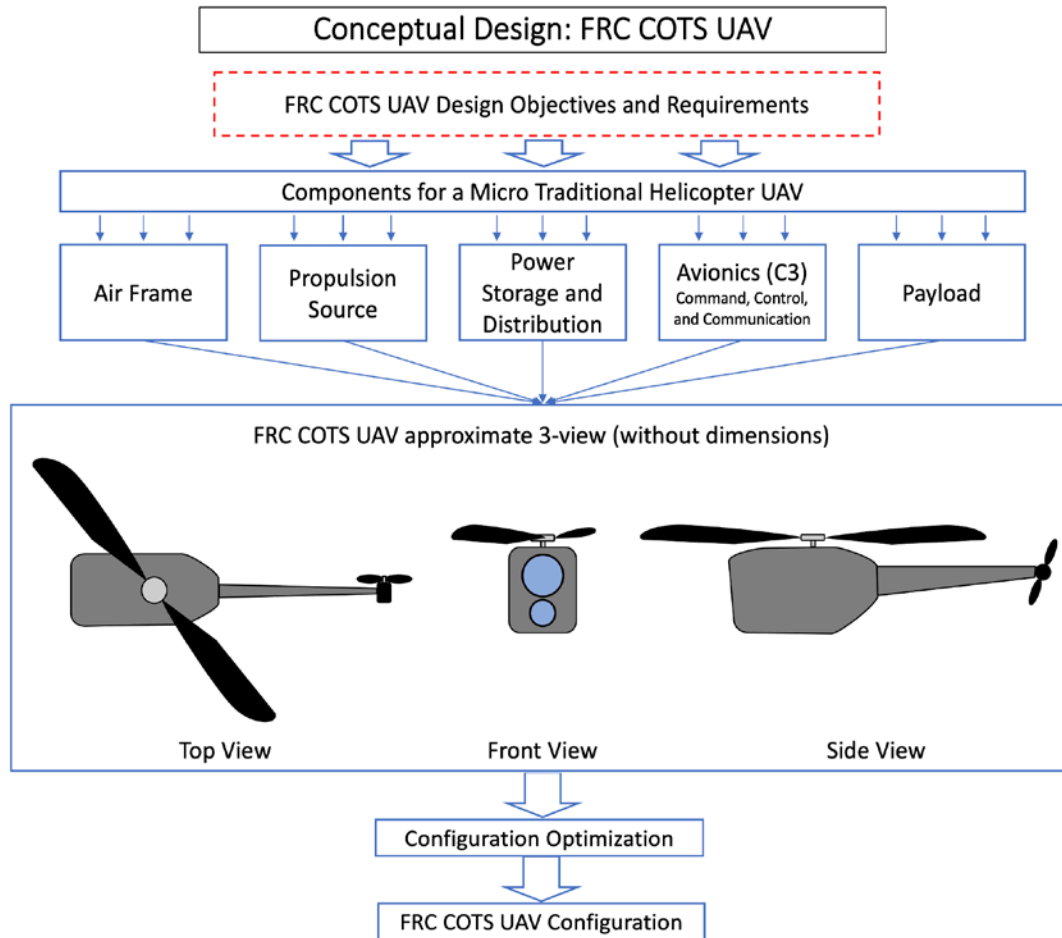 Conceptual Design: FRC COTS UAV
FRC COTS UAV Design Objectives and Requirements
Components for a Micro Traditional Helicopter UAV
Air Frame
Propulsion
Source
Power
Storage and
Distribution
Avionics (C3)
Command, Control,
and Communication
Payload
FRC COTS UAV approximate 3-view (without dimensions)
Top View
Front View
Side View
Configuration Optimization
FRC COTS UAV Configuration